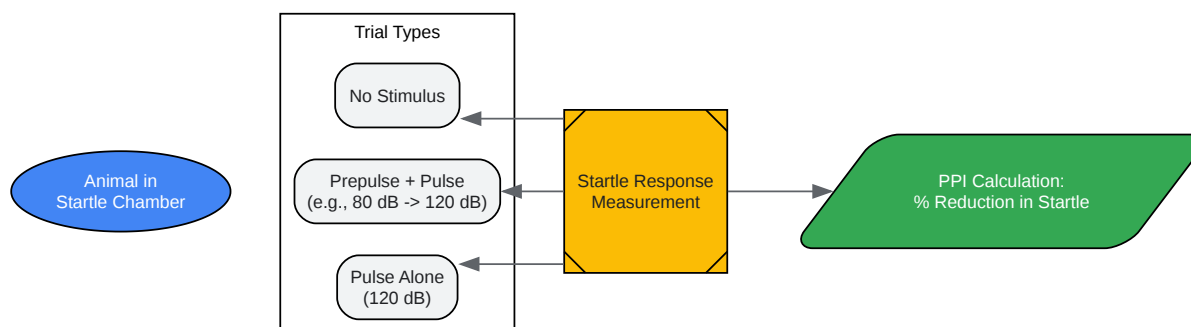 Animal in
Startle Chamber
Trial Types
No Stimulus
Prepulse + Pulse
(e.g., 80 dB -> 120 dB)
Pulse Alone
(120 dB)
Startle Response
Measurement
PPI Calculation:
% Reduction in Startle